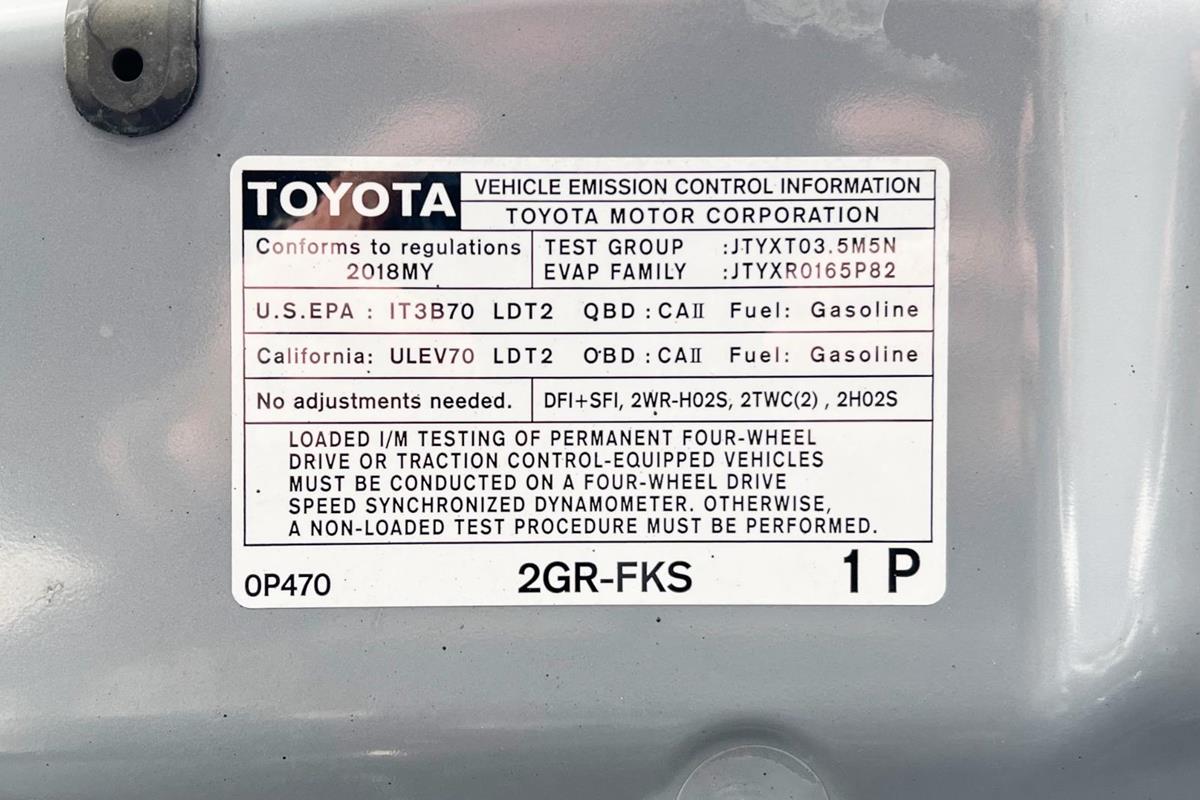 TOYOTA VEHICLE EMISSION CONTROL INFORMATION
TOYOTA MOTOR CORPORATION
Conforms to regulations TEST GROUP :JTYXT03.5M5N
2018MY EVAP FAMILY :JTYXR0165P82
U.S.EPA : IT3B70 LDT2 OBD : CAII Fuel: Gasoline
California: ULEV70 LDT2 OBD : CAII Fuel: Gasoline
No adjustments needed. DFI+SFI, 2WR-HO2S, 2TWC(2) , 2HO2S
LOADED I/M TESTING OF PERMANENT FOUR-WHEEL
DRIVE OR TRACTION CONTROL-EQUIPPED VEHICLES
MUST BE CONDUCTED ON A FOUR-WHEEL DRIVE
SPEED SYNCHRONIZED DYNAMOMETER. OTHERWISE,
A NON-LOADED TEST PROCEDURE MUST BE PERFORMED.
0P470 2GR-FKS 1 P